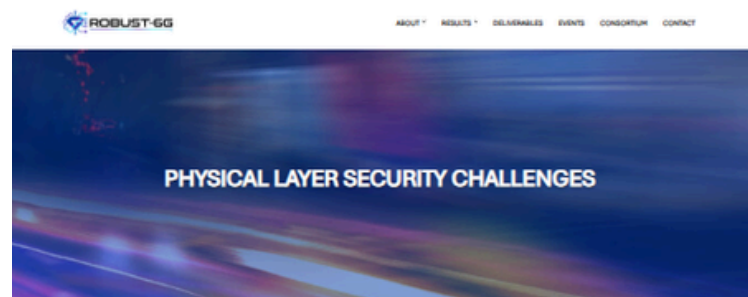 ROBUST-6G
ABOUT RESULTS DELIVERABLES EVENTS CONSORTIUM CONTACT
PHYSICAL LAYER SECURITY CHALLENGES